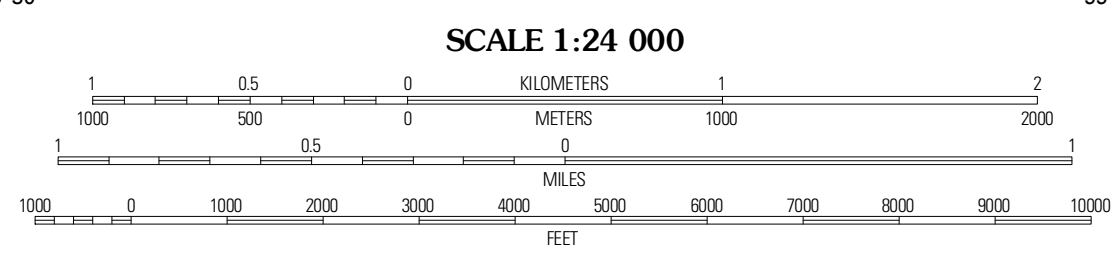 SCALE 1:24 000
1 0.5 0 KILOMETERS 1 2
1000 500 0 METERS 1000 2000
1 0.5 0 1
MILES
1000 0 1000 2000 3000 4000 5000 6000 7000 8000 9000 10000
FEET